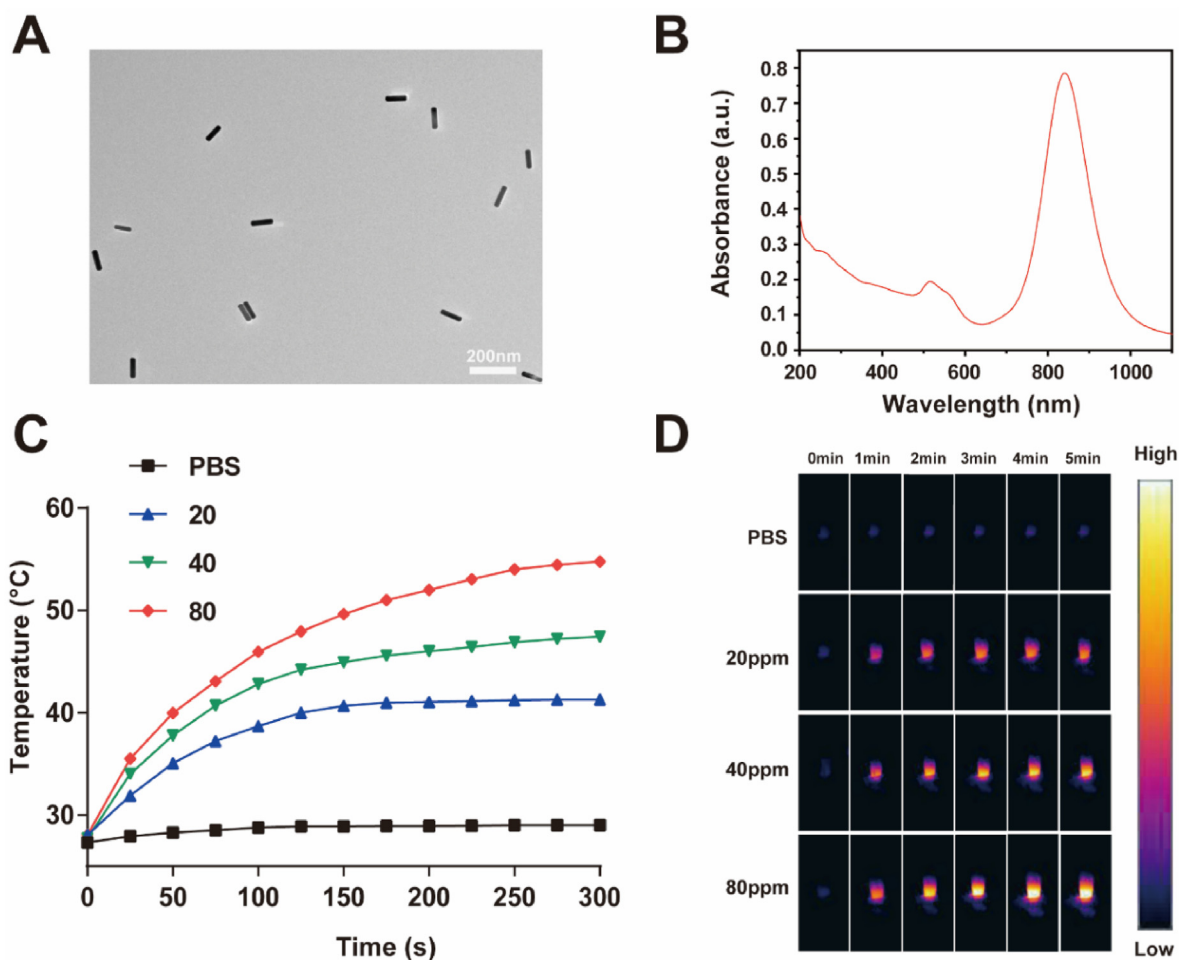 A
200nm
B
Absorbance (a.u.)
0.8
0.7
0.6
0.5
0.4
0.3
0.2
0.1
0.0
200 400 600 800 1000
Wavelength (nm)
C
PBS
20
40
80
Temperature (°C)
60
50
40
30
0 50 100 150 200 250 300
Time (s)
D
0min 1min 2min 3min 4min 5min
High
PBS
20ppm
40ppm
80ppm
Low